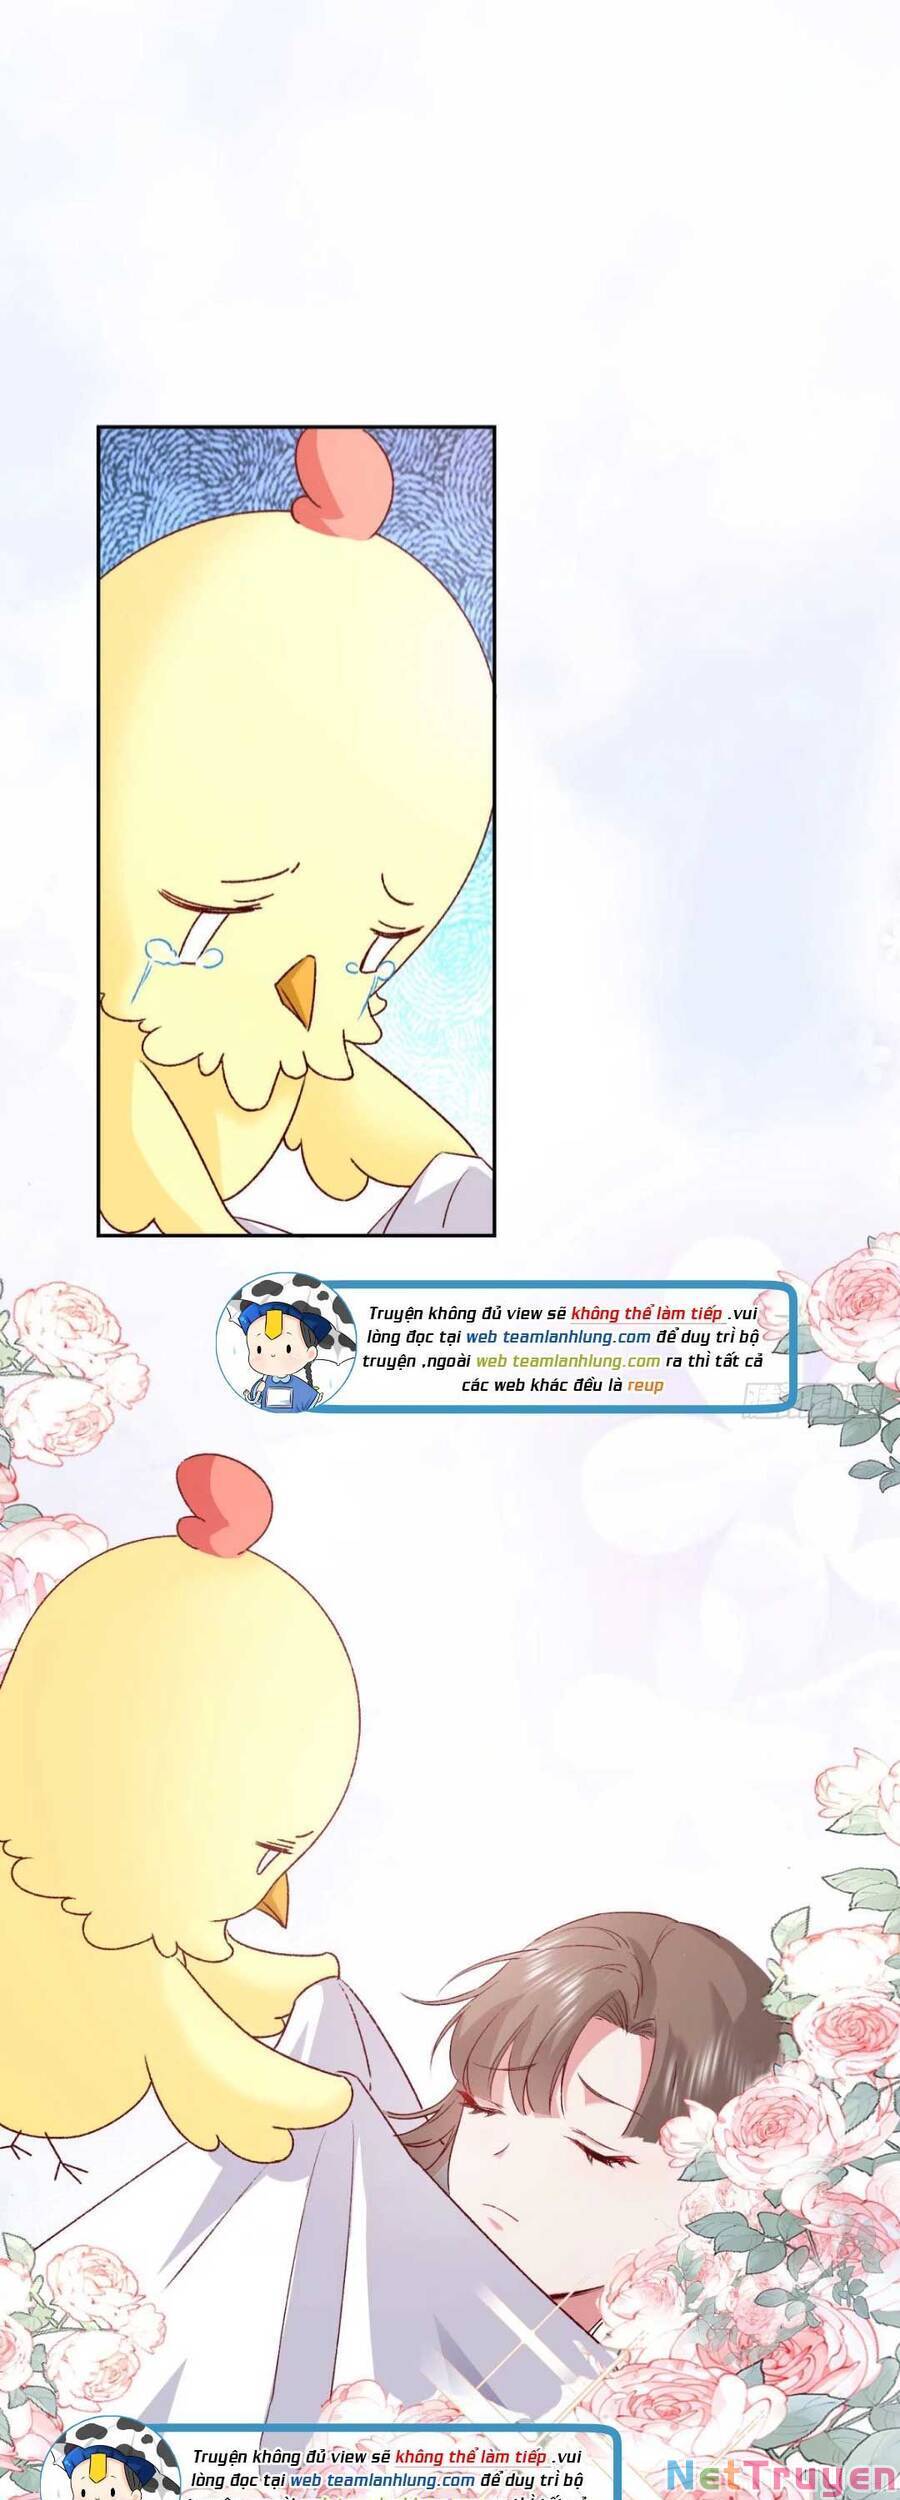 Truyện không đủ view sẽ không thể làm tiếp .vui
lòng đọc tại web teamlanhlung.com để duy trì bộ
truyện ,ngoài web teamlanhlung.com ra thì tất cả
các web khác đều là reup
Truyện không đủ view sẽ không thể làm tiếp .vui
lòng đọc tại web teamlanhlung.com để duy trì bộ
NetTruyen